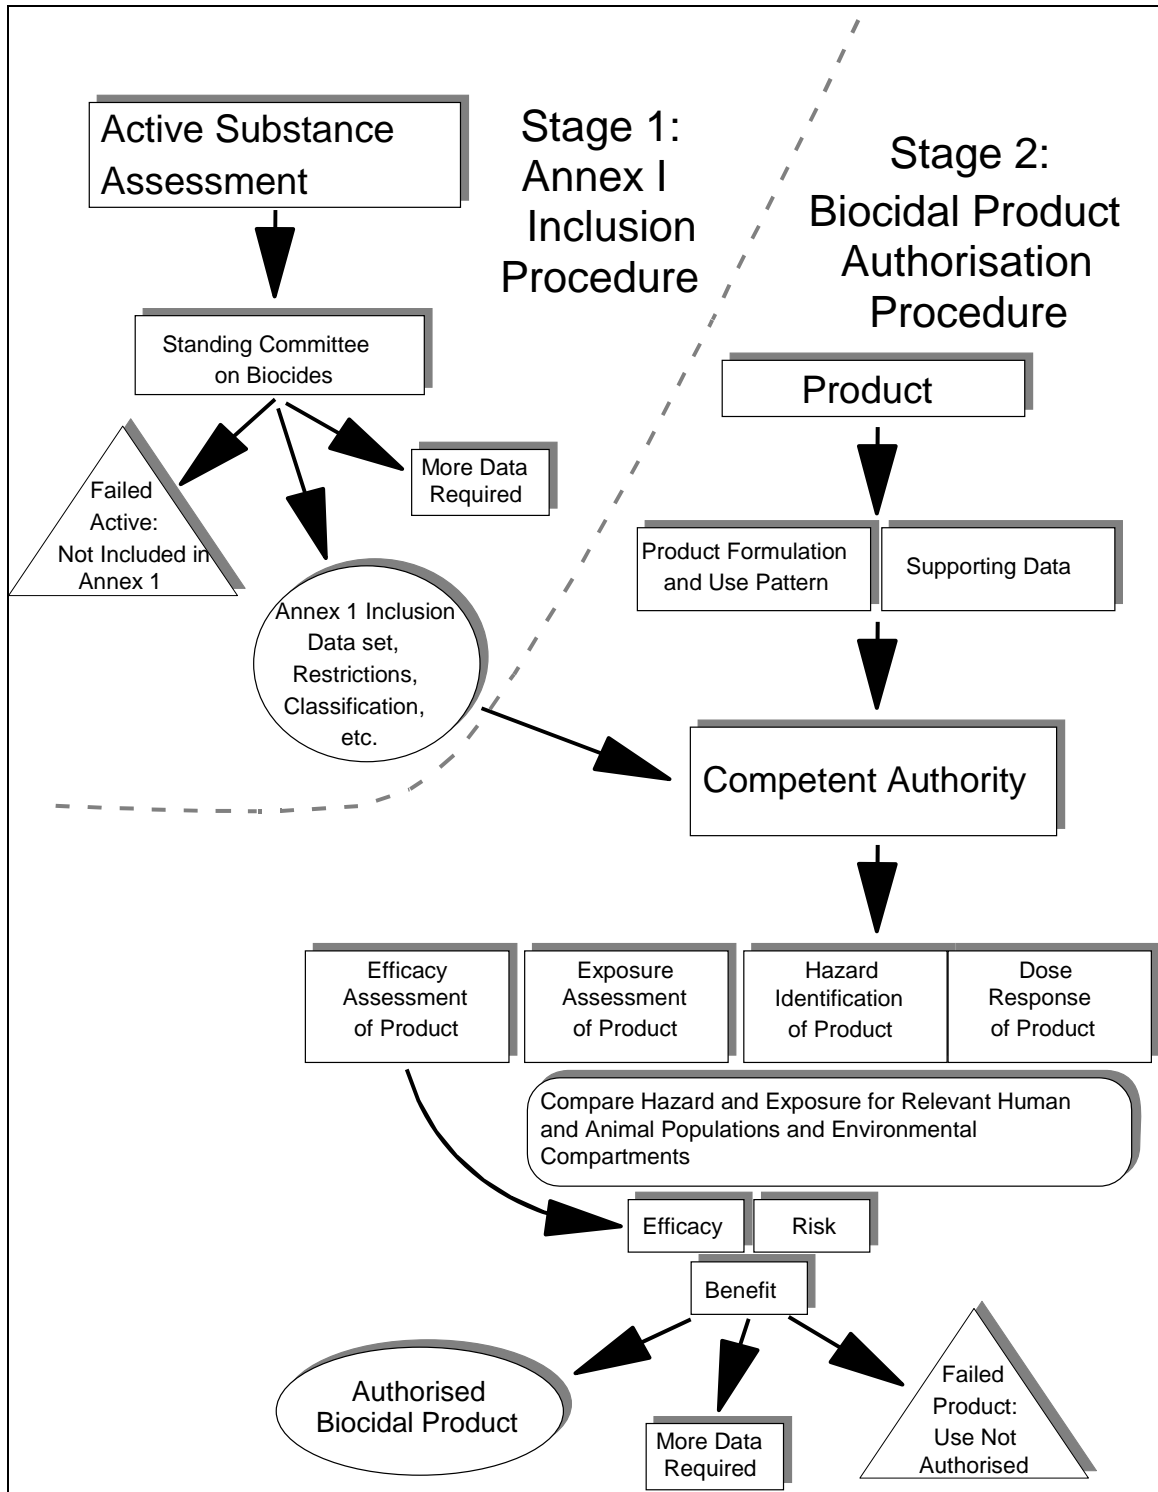 Active Substance
Assessment
Stage 1:
Annex I
Inclusion
Procedure
Stage 2:
Biocidal Product
Authorisation
Procedure
Standing Committee
on Biocides
Product
Failed
Active:
Not Included in
Annex 1
More Data
Required
Product Formulation
and Use Pattern
Supporting Data
Annex 1 Inclusion
Data set,
Restrictions,
Classification,
etc.
Competent Authority
Efficacy
Assessment
of Product
Exposure
Assessment
of Product
Hazard
Identification
of Product
Dose
Response
of Product
Compare Hazard and Exposure for Relevant Human
and Animal Populations and Environmental
Compartments
Efficacy
Risk
Benefit
Authorised
Biocidal Product
More Data
Required
Failed
Product:
Use Not
Authorised